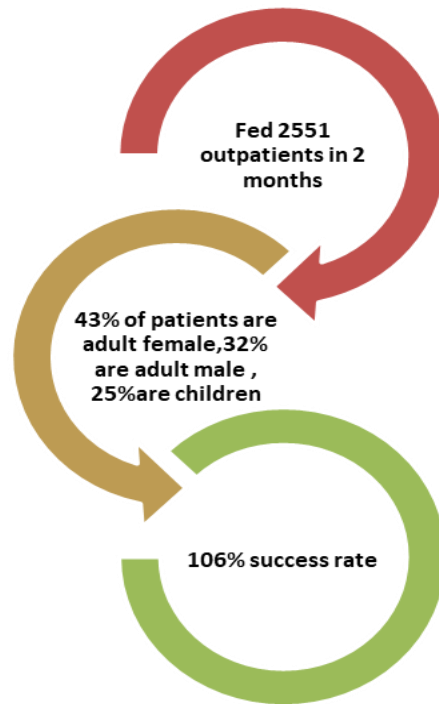 Fed 2551
outpatients in 2
months
43% of patients are
adult female,32%
are adult male ,
25%are children
106% success rate